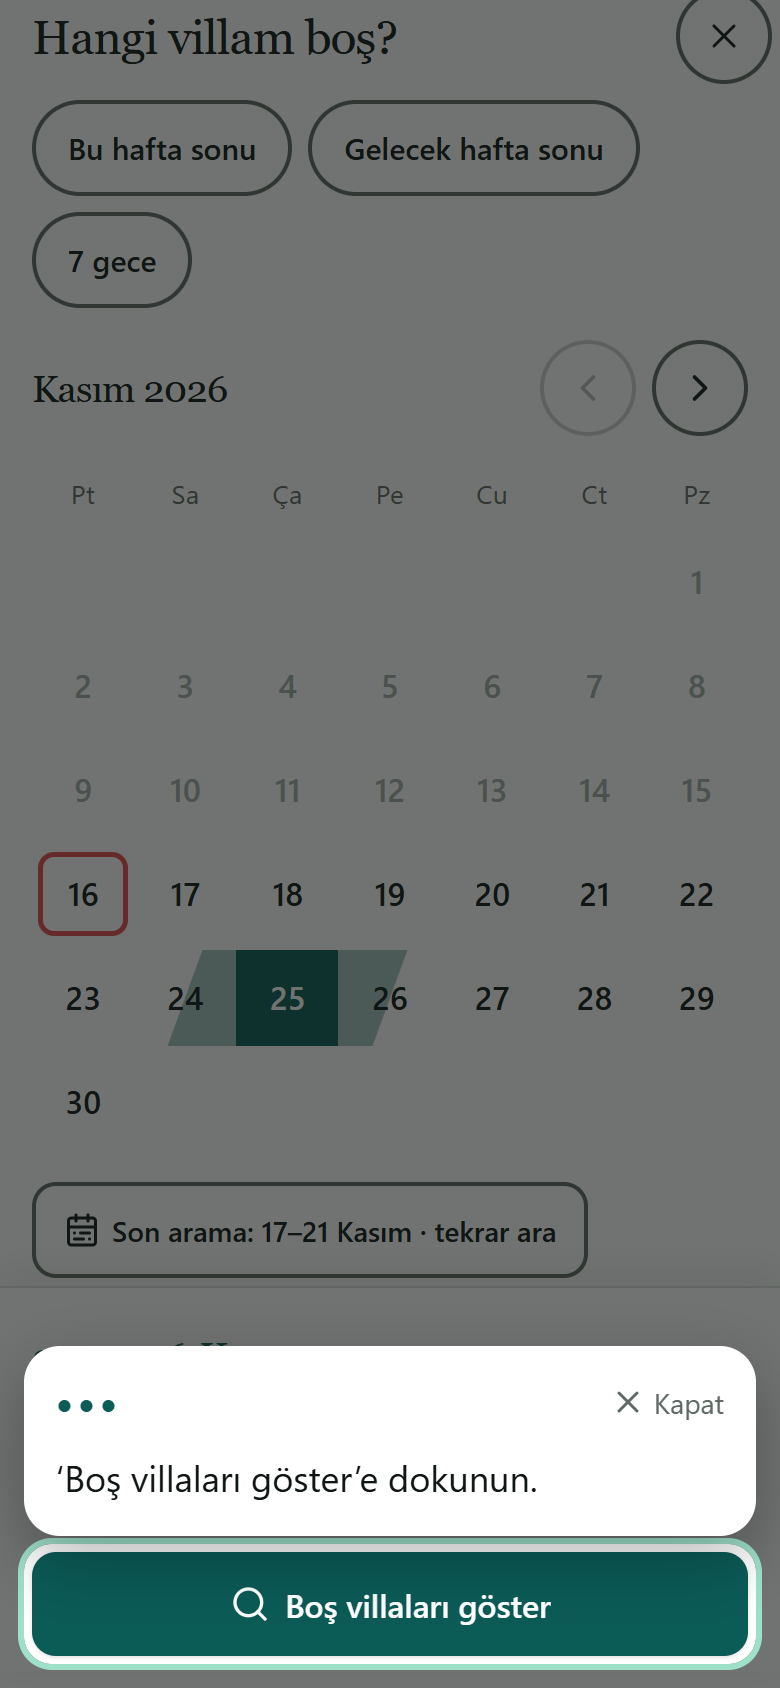 Hangi villam boş?
Bu hafta sonu
Gelecek hafta sonu
7 gece
Kasım 2026
Pt Sa Ça Pe Cu Ct Pz
1
2 3 4 5 6 7 8
9 10 11 12 13 14 15
16 17 18 19 20 21 22
23 24 25 26 27 28 29
30
Son arama: 17–21 Kasım · tekrar ara
Kapat
‘Boş villaları göster’e dokunun.
Boş villaları göster